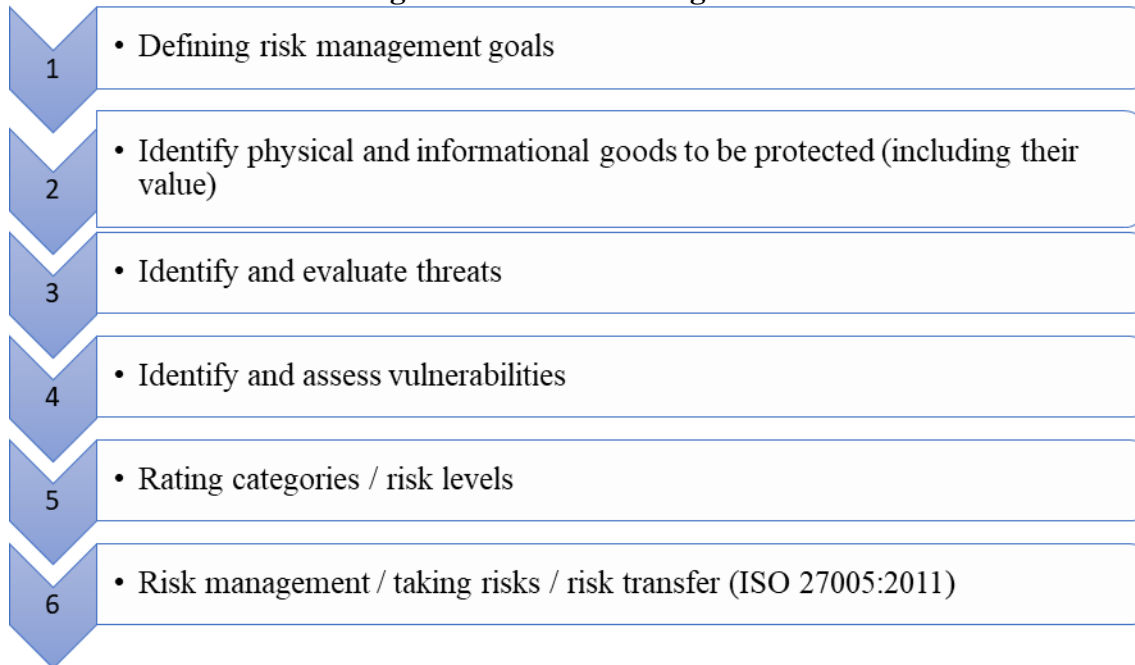 1
• Defining risk management goals
2
• Identify physical and informational goods to be protected (including their
value)
3
• Identify and evaluate threats
4
• Identify and assess vulnerabilities
5
• Rating categories / risk levels
6
• Risk management / taking risks / risk transfer (ISO 27005:2011)